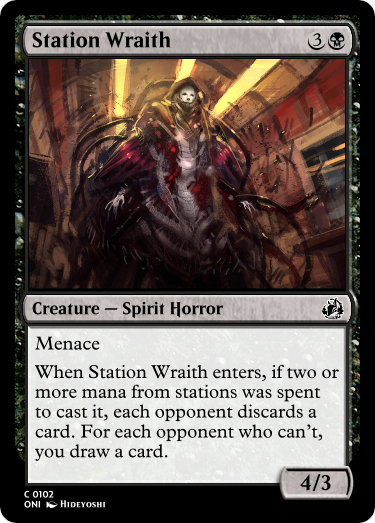 Station Wraith 3
Creature — Spirit Horror
Menace
When Station Wraith enters, if two or
more mana from stations was spent
to cast it, each opponent discards a
card. For each opponent who can't,
you draw a card.
4/3
C 0102
ONI Hideyoshi